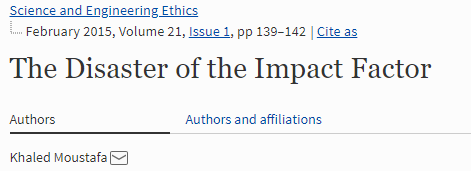 Science and Engineering Ethics
February 2015, Volume 21, Issue 1, pp 139–142 | Cite as
The Disaster of the Impact Factor
Authors Authors and affiliations
Khaled Moustafa